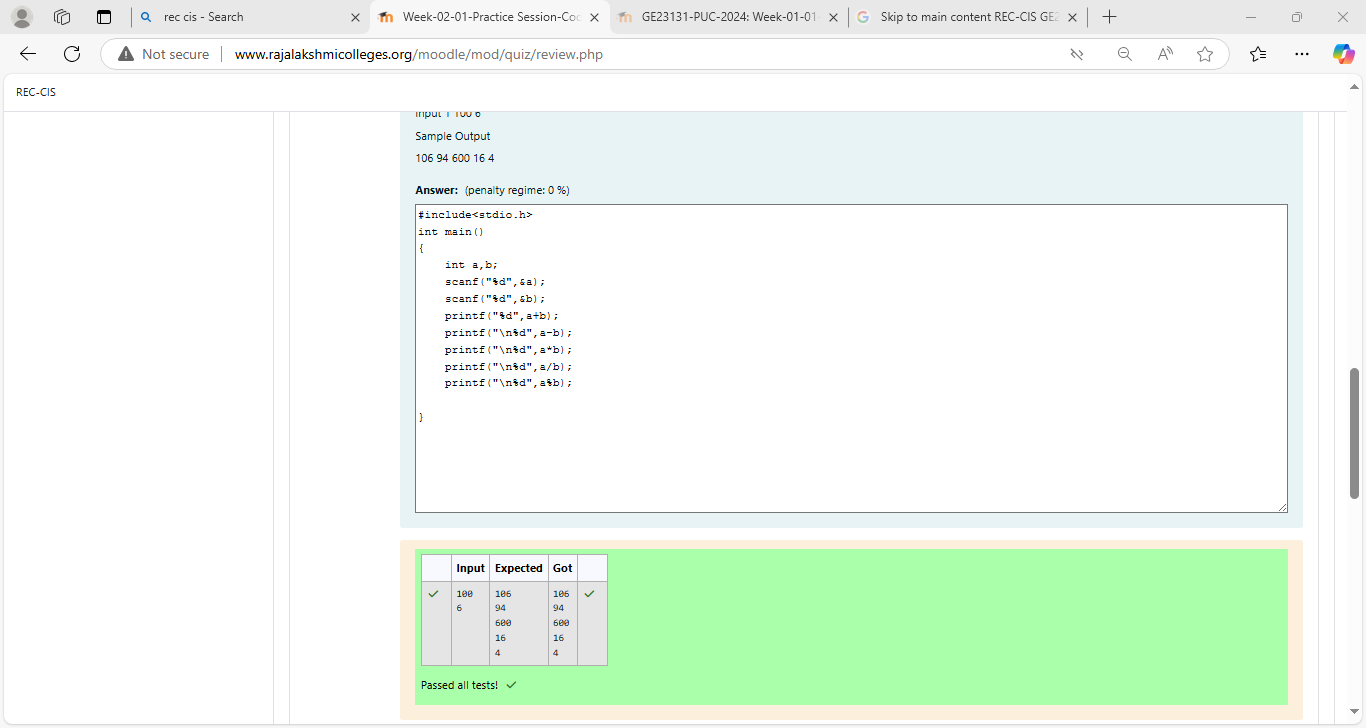 rec cis - Search
Week-02-01-Practice Session-Coc
GE23131-PUC-2024: Week-01-01-
Skip to main content REC-CIS GE2
Not secure
www.rajalakshmicolleges.org/moodle/mod/quiz/review.php
REC-CIS
Input 1 100 6
Sample Output
106 94 600 16 4
Answer: (penalty regime: 0 %)
#include<stdio.h>
int main()
{
    int a,b;
    scanf("%d",&a);
    scanf("%d",&b);
    printf("%d",a+b);
    printf("\n%d",a-b);
    printf("\n%d",a*b);
    printf("\n%d",a/b);
    printf("\n%d",a%b);
}
Input Expected Got
100 106 106
6 94 94
600 600
16 16
4 4
Passed all tests!